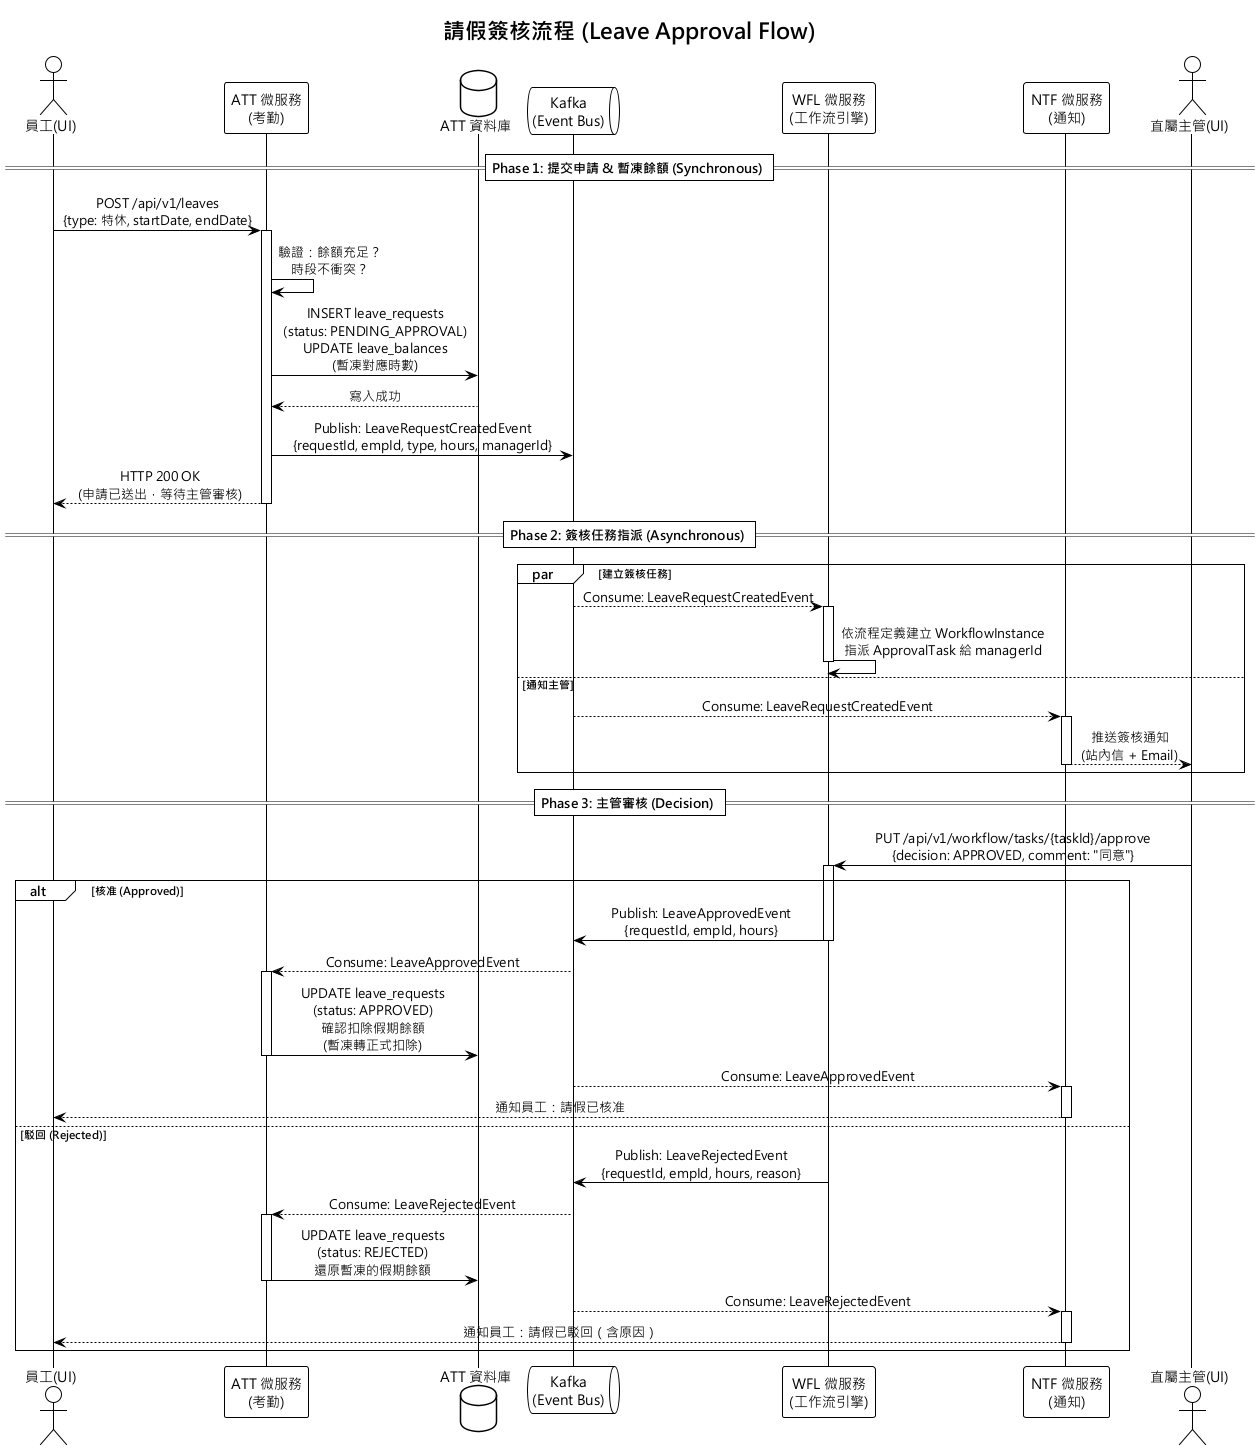 請假簽核流程 (Leave Approval Flow)
員工(UI)
ATT 微服務
(考勤)
ATT 資料庫
Kafka
(Event Bus)
WFL 微服務
(工作流引擎)
NTF 微服務
(通知)
直屬主管(UI)
Phase 1: 提交申請 & 暫凍餘額 (Synchronous)
POST /api/v1/leaves
{type: 特休, startDate, endDate}
驗證：餘額充足？
時段不衝突？
INSERT leave_requests
(status: PENDING_APPROVAL)
UPDATE leave_balances
(暫凍對應時數)
寫入成功
Publish: LeaveRequestCreatedEvent
{requestId, empId, type, hours, managerId}
HTTP 200 OK
(申請已送出，等待主管審核)
Phase 2: 簽核任務指派 (Asynchronous)
par [建立簽核任務]
Consume: LeaveRequestCreatedEvent
依流程定義建立 WorkflowInstance
指派 ApprovalTask 給 managerId
[通知主管]
Consume: LeaveRequestCreatedEvent
推送簽核通知
(站內信 + Email)
Phase 3: 主管審核 (Decision)
PUT /api/v1/workflow/tasks/{taskId}/approve
{decision: APPROVED, comment: "同意"}
alt [核准 (Approved)]
Publish: LeaveApprovedEvent
{requestId, empId, hours}
Consume: LeaveApprovedEvent
UPDATE leave_requests
(status: APPROVED)
確認扣除假期餘額
(暫凍轉正式扣除)
Consume: LeaveApprovedEvent
通知員工：請假已核准
[駁回 (Rejected)]
Publish: LeaveRejectedEvent
{requestId, empId, hours, reason}
Consume: LeaveRejectedEvent
UPDATE leave_requests
(status: REJECTED)
還原暫凍的假期餘額
Consume: LeaveRejectedEvent
通知員工：請假已駁回（含原因）
員工(UI)
ATT 微服務
(考勤)
ATT 資料庫
Kafka
(Event Bus)
WFL 微服務
(工作流引擎)
NTF 微服務
(通知)
直屬主管(UI)